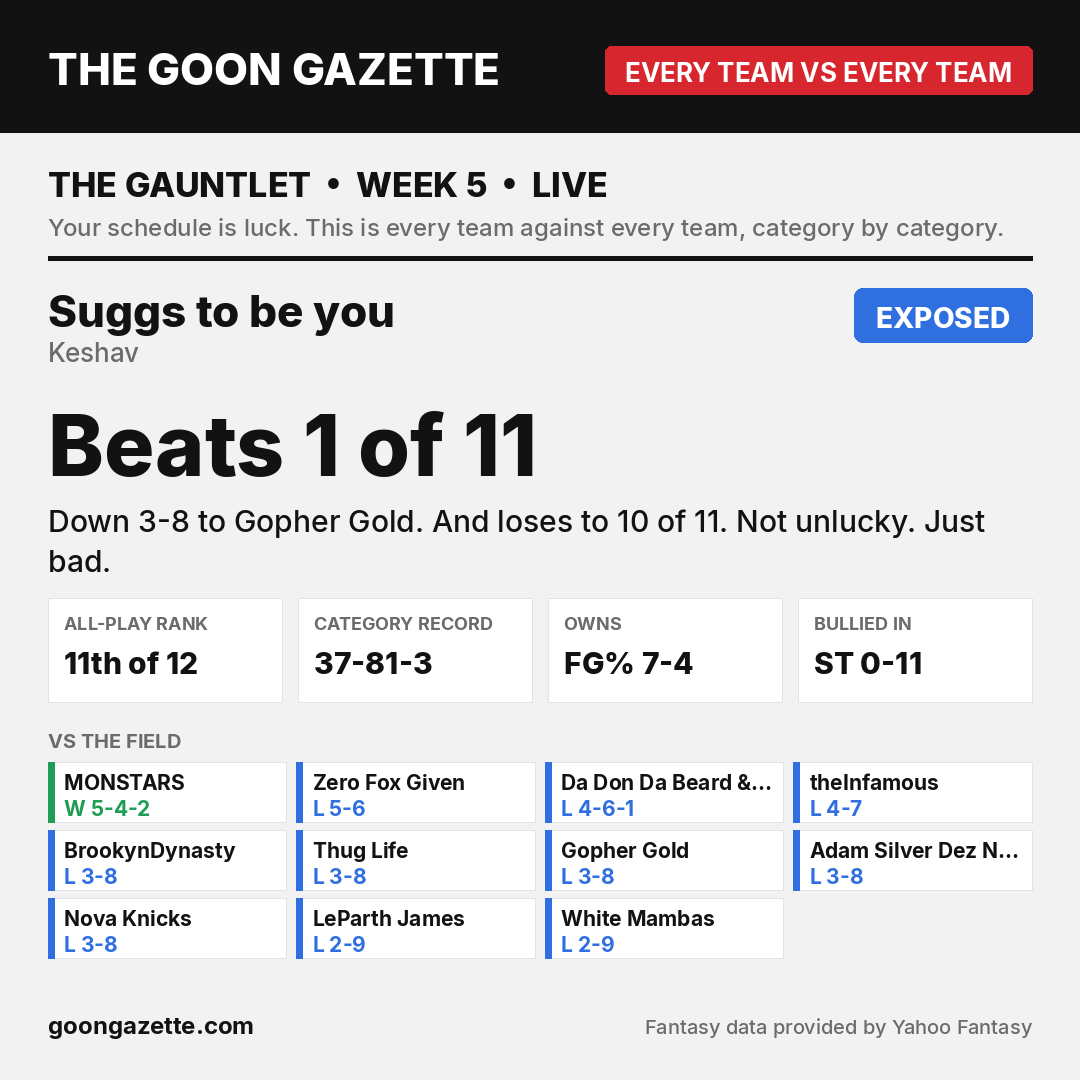 THE GOON GAZETTE
EVERY TEAM VS EVERY TEAM
THE GAUNTLET • WEEK 5 • LIVE
Your schedule is luck. This is every team against every team, category by category.
Suggs to be you
EXPOSED
Keshav
Beats 1 of 11
Down 3-8 to Gopher Gold. And loses to 10 of 11. Not unlucky. Just
bad.
ALL-PLAY RANK
11th of 12
CATEGORY RECORD
37-81-3
OWNS
FG% 7-4
BULLIED IN
ST 0-11
VS THE FIELD
MONSTARS
W 5-4-2
Zero Fox Given
L 5-6
Da Don Da Beard &...
L 4-6-1
theInfamous
L 4-7
BrookynDynasty
L 3-8
Thug Life
L 3-8
Gopher Gold
L 3-8
Adam Silver Dez N...
L 3-8
Nova Knicks
L 3-8
LeParth James
L 2-9
White Mambas
L 2-9
goongazette.com
Fantasy data provided by Yahoo Fantasy